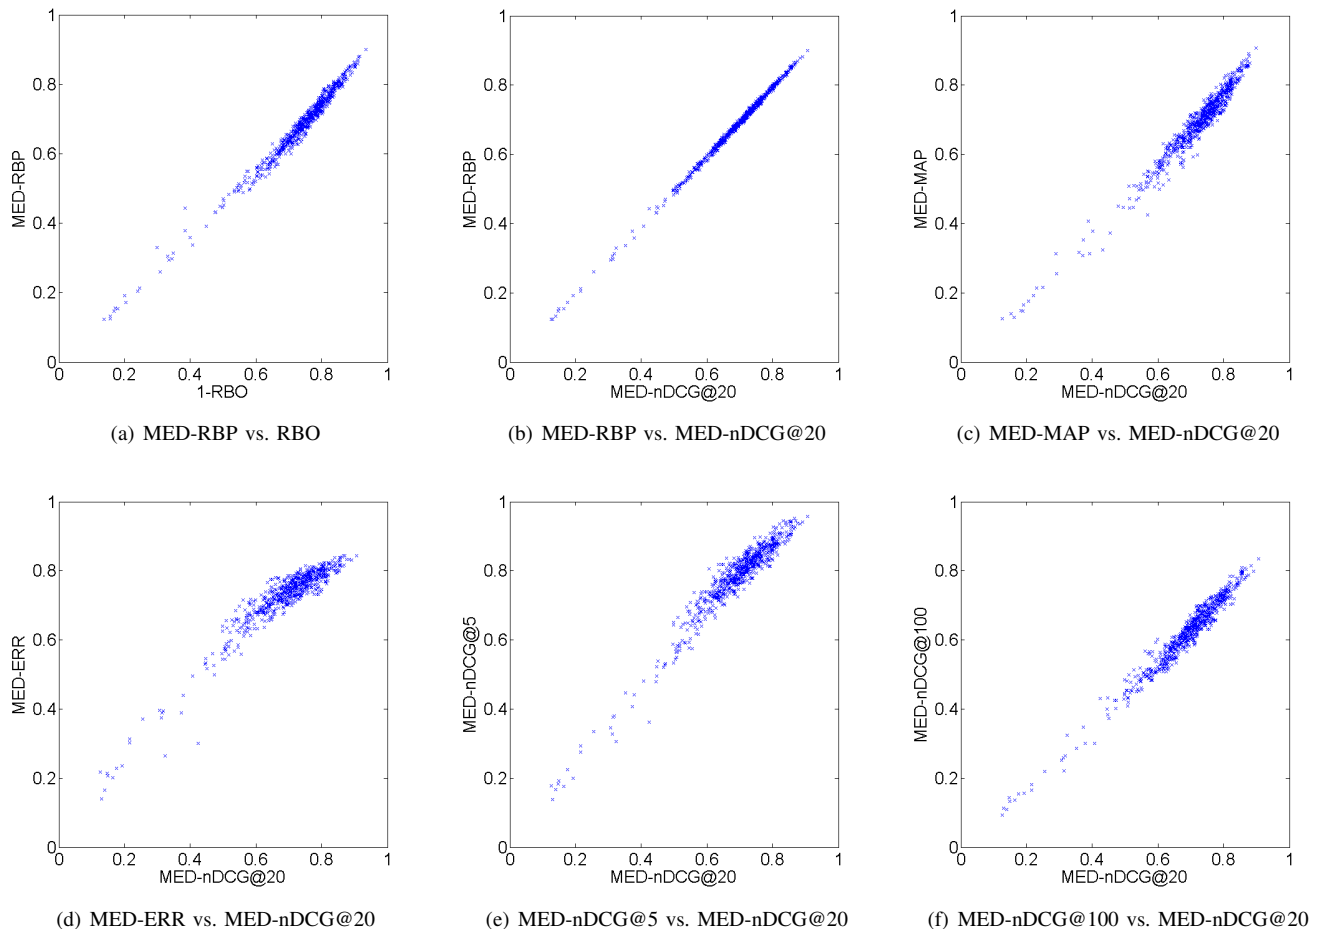 MED-RBP
1
0.8
0.6
0.4
0.2
0
0 0.2 0.4 0.6 0.8 1
1-RBO
(a) MED-RBP vs. RBO
MED-RBP
1
0.8
0.6
0.4
0.2
0
0 0.2 0.4 0.6 0.8 1
MED-nDCG@20
(b) MED-RBP vs. MED-nDCG@20
MED-MAP
1
0.8
0.6
0.4
0.2
0
0 0.2 0.4 0.6 0.8 1
MED-nDCG@20
(c) MED-MAP vs. MED-nDCG@20
MED-ERR
1
0.8
0.6
0.4
0.2
0
0 0.2 0.4 0.6 0.8 1
MED-nDCG@20
(d) MED-ERR vs. MED-nDCG@20
MED-nDCG@5
1
0.8
0.6
0.4
0.2
0
0 0.2 0.4 0.6 0.8 1
MED-nDCG@20
(e) MED-nDCG@5 vs. MED-nDCG@20
MED-nDCG@100
1
0.8
0.6
0.4
0.2
0
0 0.2 0.4 0.6 0.8 1
MED-nDCG@20
(f) MED-nDCG@100 vs. MED-nDCG@20